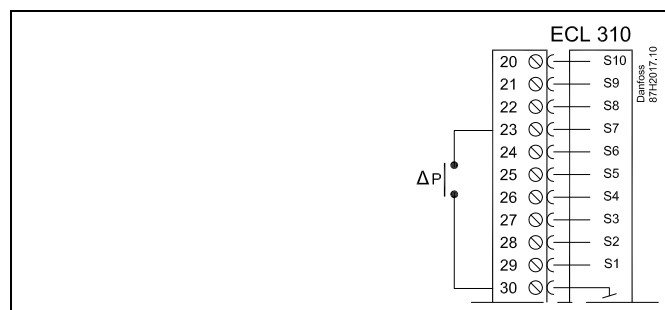 ECL 310
20 S10
21 S9
22 S8
23 S7
24 S6
25 S5
26 S4
27 S3
28 S2
29 S1
30
ΔP
Danfoss
87H2017.10